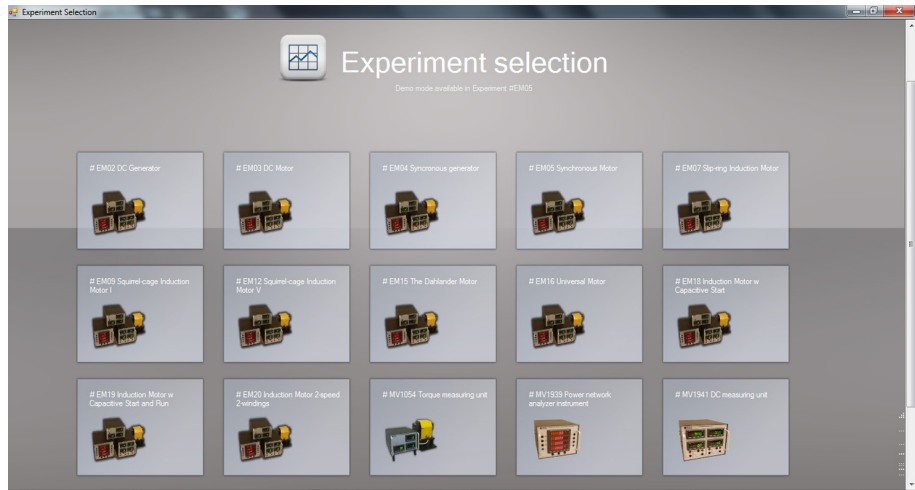 Experiment Selection
Experiment selection
Demo mode available in Experiment #EM05
# EM02 DC Generator
# EM03 DC Motor
# EM04 Syncronous generator
# EM05 Synchronous Motor
# EM07 Slip-ring Induction Motor
# EM09 Squirrel-cage Induction
Motor I
# EM12 Squirrel-cage Induction
Motor V
# EM15 The Dahlander Motor
# EM16 Universal Motor
# EM18 Induction Motor w
Capacitive Start
# EM19 Induction Motor w
Capacitive Start and Run
# EM20 Induction Motor 2-speed
2-windings
# MV1054 Torque measuring unit
# MV1939 Power network
analyzer instrument
# MV1941 DC measuring unit